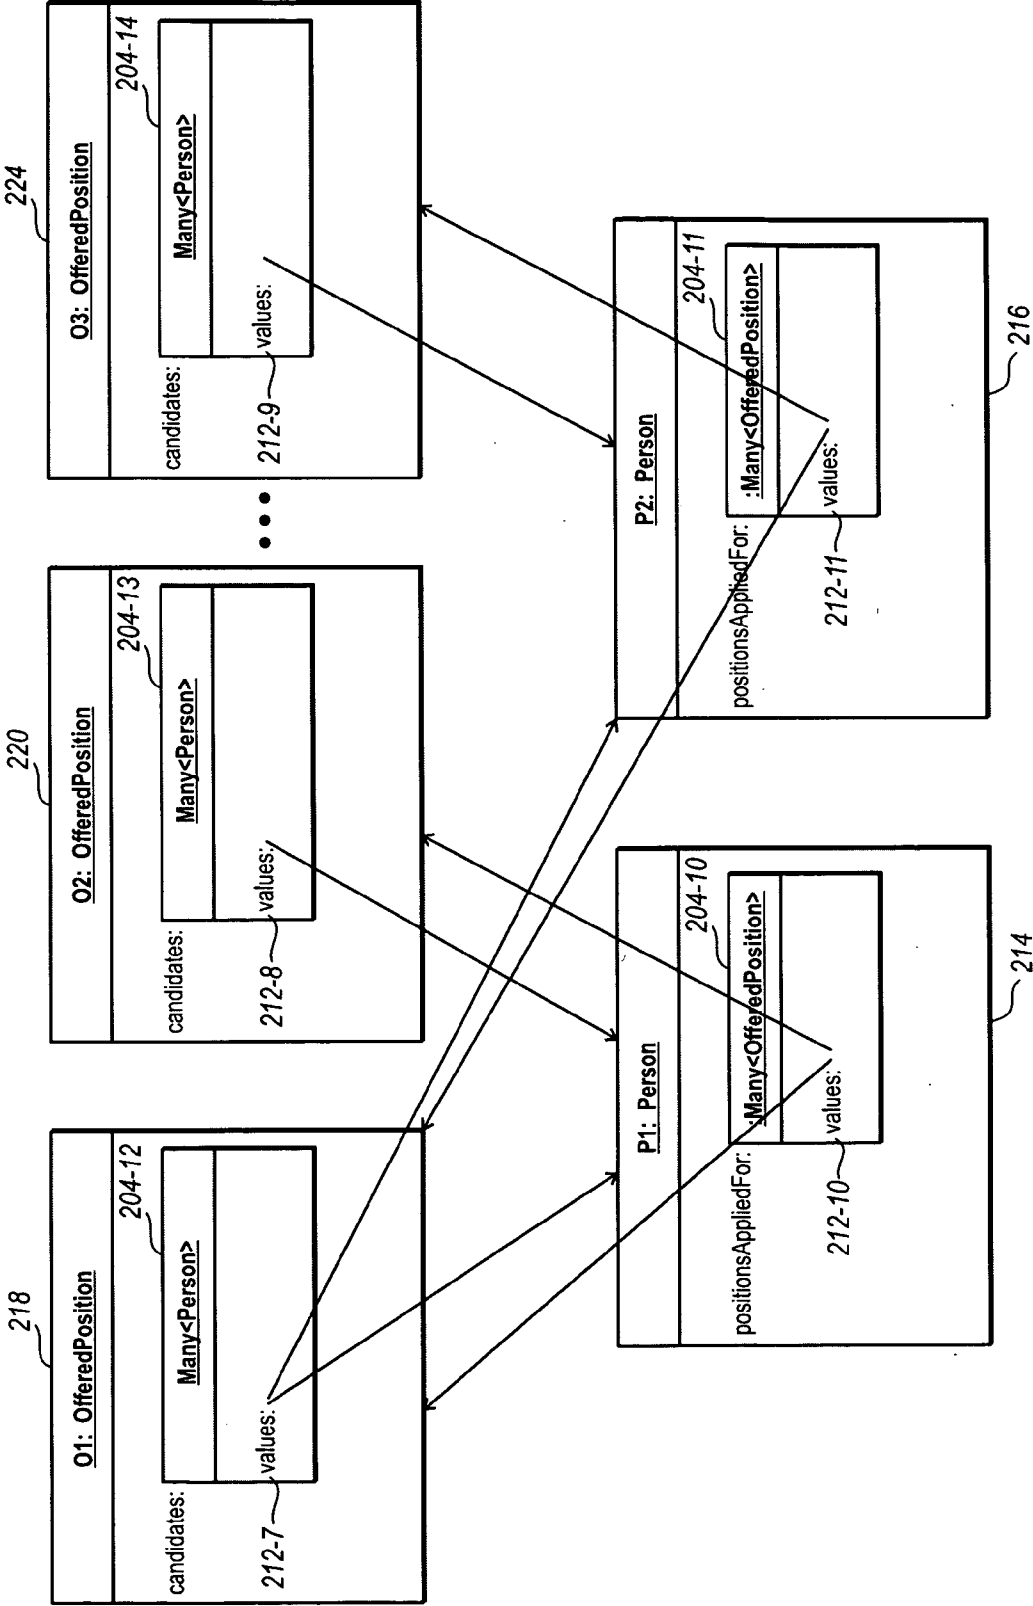 218
O1: OfferedPosition
204-12
candidates:
Many<Person>
values:
212-7
220
O2: OfferedPosition
204-13
candidates:
Many<Person>
values:
212-8
224
O3: OfferedPosition
204-14
candidates:
Many<Person>
values:
212-9
P1: Person
204-10
positionsAppliedFor:
:Many<OfferedPosition>
values:
212-10
214
P2: Person
204-11
positionsAppliedFor:
:Many<OfferedPosition>
values:
212-11
216